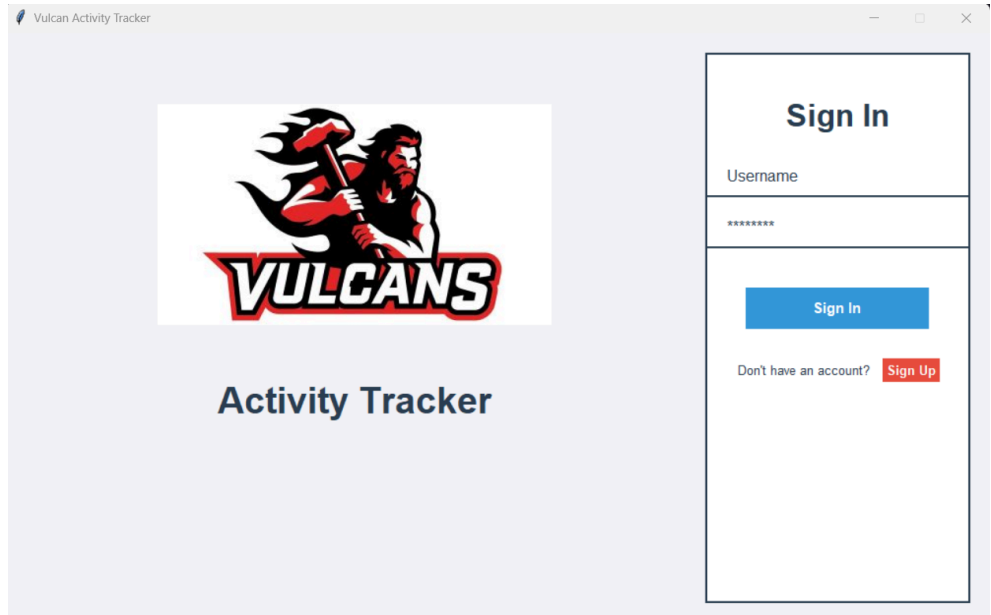 Vulcan Activity Tracker
VULCANS
Activity Tracker
Sign In
Username
********
Sign In
Don't have an account? Sign Up